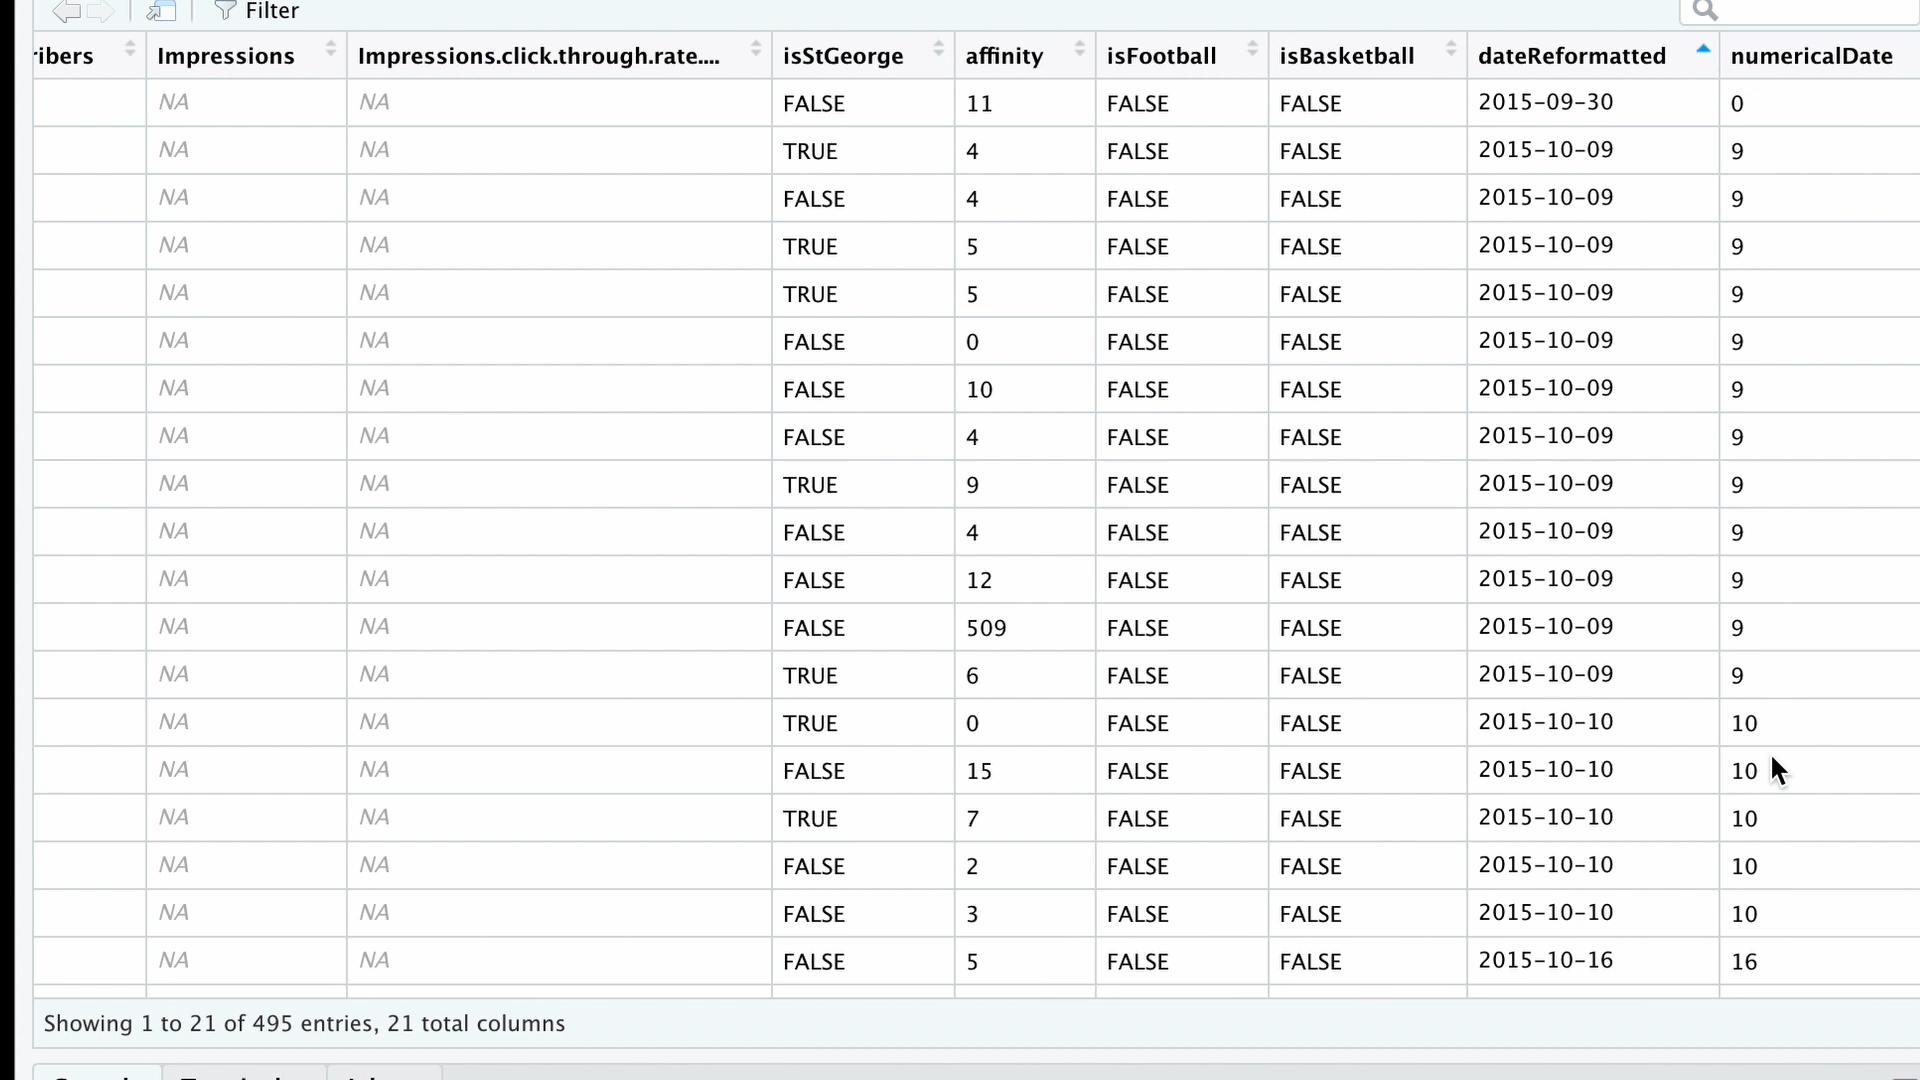 Filter
ribers Impressions Impressions.click.through.rate.... isStGeorge affinity isFootball isBasketball dateReformatted numericalDate
NA NA FALSE 11 FALSE FALSE 2015-09-30 0
NA NA TRUE 4 FALSE FALSE 2015-10-09 9
NA NA FALSE 4 FALSE FALSE 2015-10-09 9
NA NA TRUE 5 FALSE FALSE 2015-10-09 9
NA NA TRUE 5 FALSE FALSE 2015-10-09 9
NA NA FALSE 0 FALSE FALSE 2015-10-09 9
NA NA FALSE 10 FALSE FALSE 2015-10-09 9
NA NA FALSE 4 FALSE FALSE 2015-10-09 9
NA NA TRUE 9 FALSE FALSE 2015-10-09 9
NA NA FALSE 4 FALSE FALSE 2015-10-09 9
NA NA FALSE 12 FALSE FALSE 2015-10-09 9
NA NA FALSE 509 FALSE FALSE 2015-10-09 9
NA NA TRUE 6 FALSE FALSE 2015-10-09 9
NA NA TRUE 0 FALSE FALSE 2015-10-10 10
NA NA FALSE 15 FALSE FALSE 2015-10-10 10
NA NA TRUE 7 FALSE FALSE 2015-10-10 10
NA NA FALSE 2 FALSE FALSE 2015-10-10 10
NA NA FALSE 3 FALSE FALSE 2015-10-10 10
NA NA FALSE 5 FALSE FALSE 2015-10-16 16
Showing 1 to 21 of 495 entries, 21 total columns